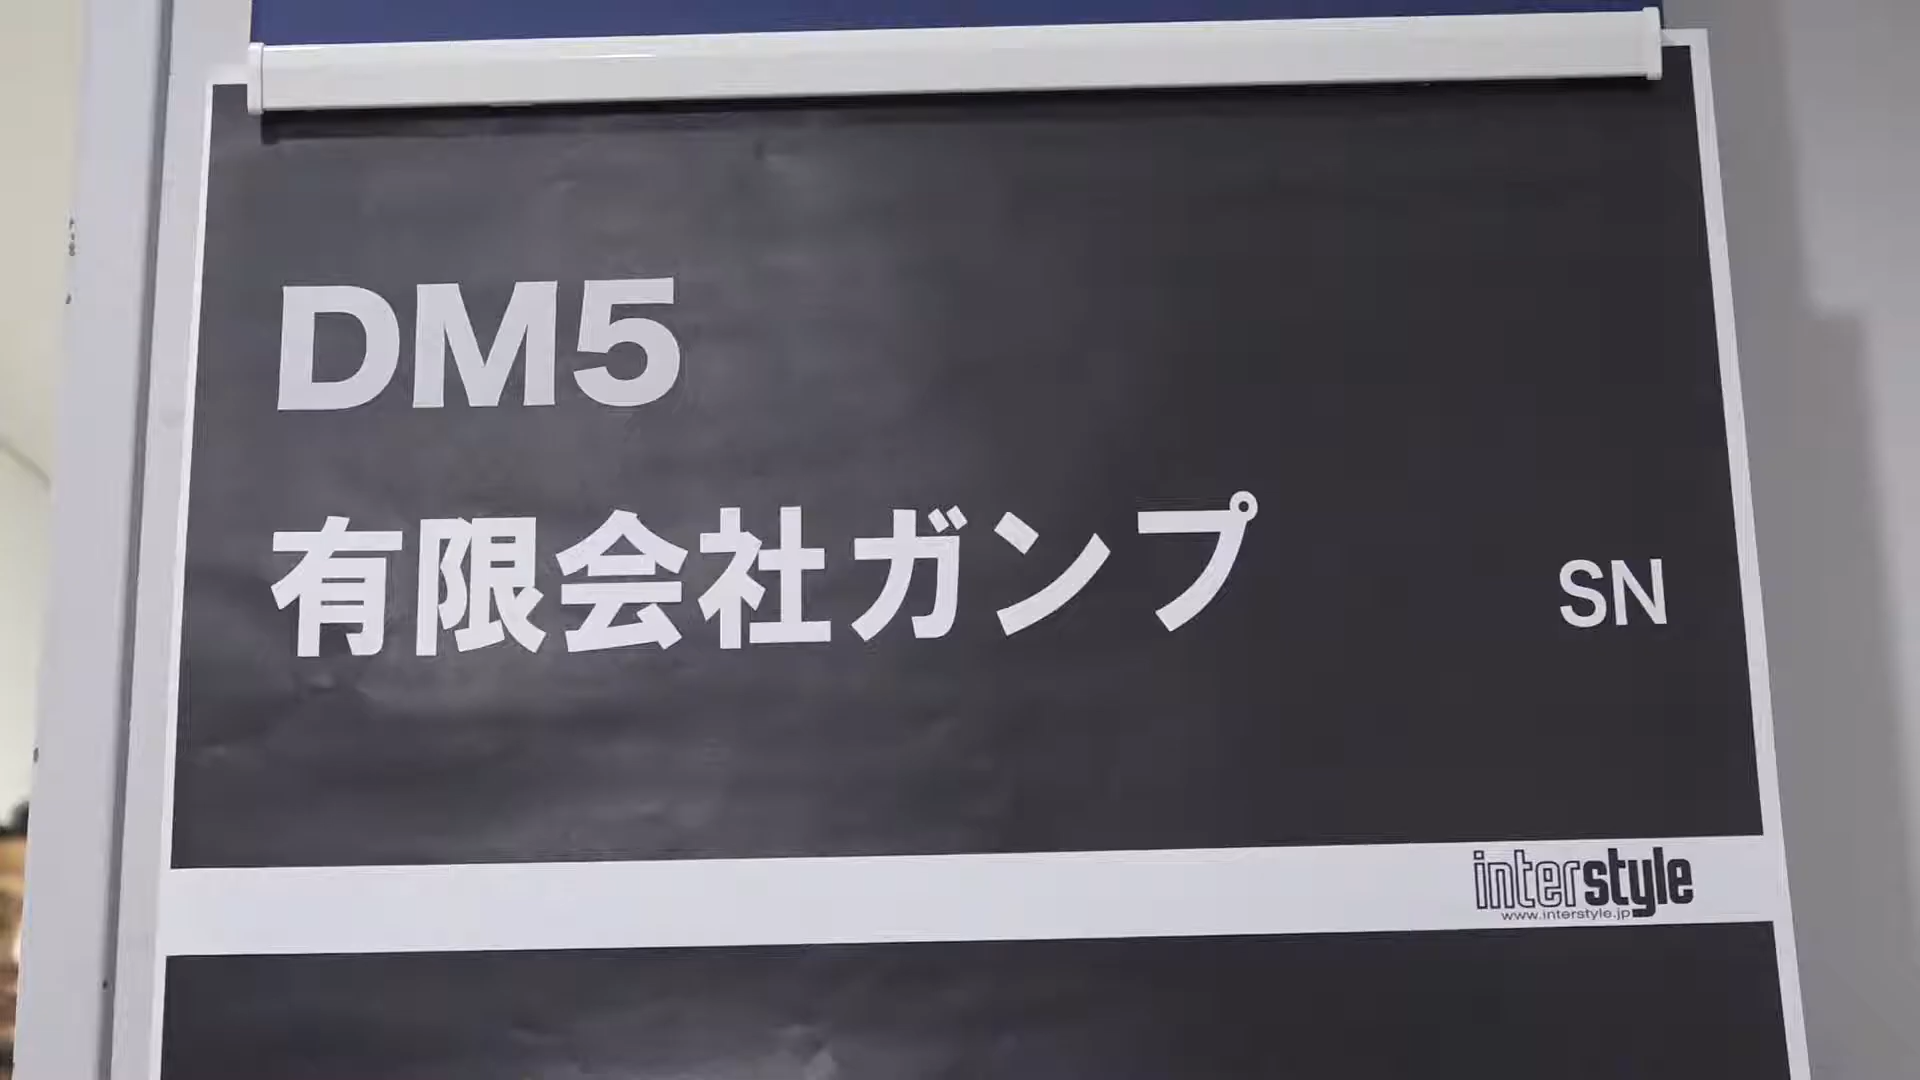 DM5
有限会社ガンプ
SN
interstyle
www.interstyle.jp